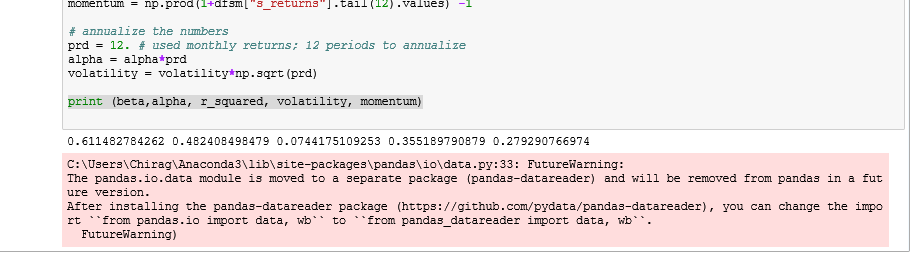 momentum = np.prod(1+dfsm["s_returns"].tail(12).values) -1
# annualize the numbers
prd = 12. # used monthly returns; 12 periods to annualize
alpha = alpha*prd
volatility = volatility*np.sqrt(prd)
print (beta,alpha, r_squared, volatility, momentum)
0.611482784262 0.482408498479 0.0744175109253 0.355189790879 0.279290766974
C:\Users\Chirag\Anaconda3\lib\site-packages\pandas\io\data.py:33: FutureWarning:
The pandas.io.data module is moved to a separate package (pandas-datareader) and will be removed from pandas in a fut
ure version.
After installing the pandas-datareader package (https://github.com/pydata/pandas-datareader), you can change the impo
rt ``from pandas.io import data, wb`` to ``from pandas_datareader import data, wb``.
  FutureWarning)